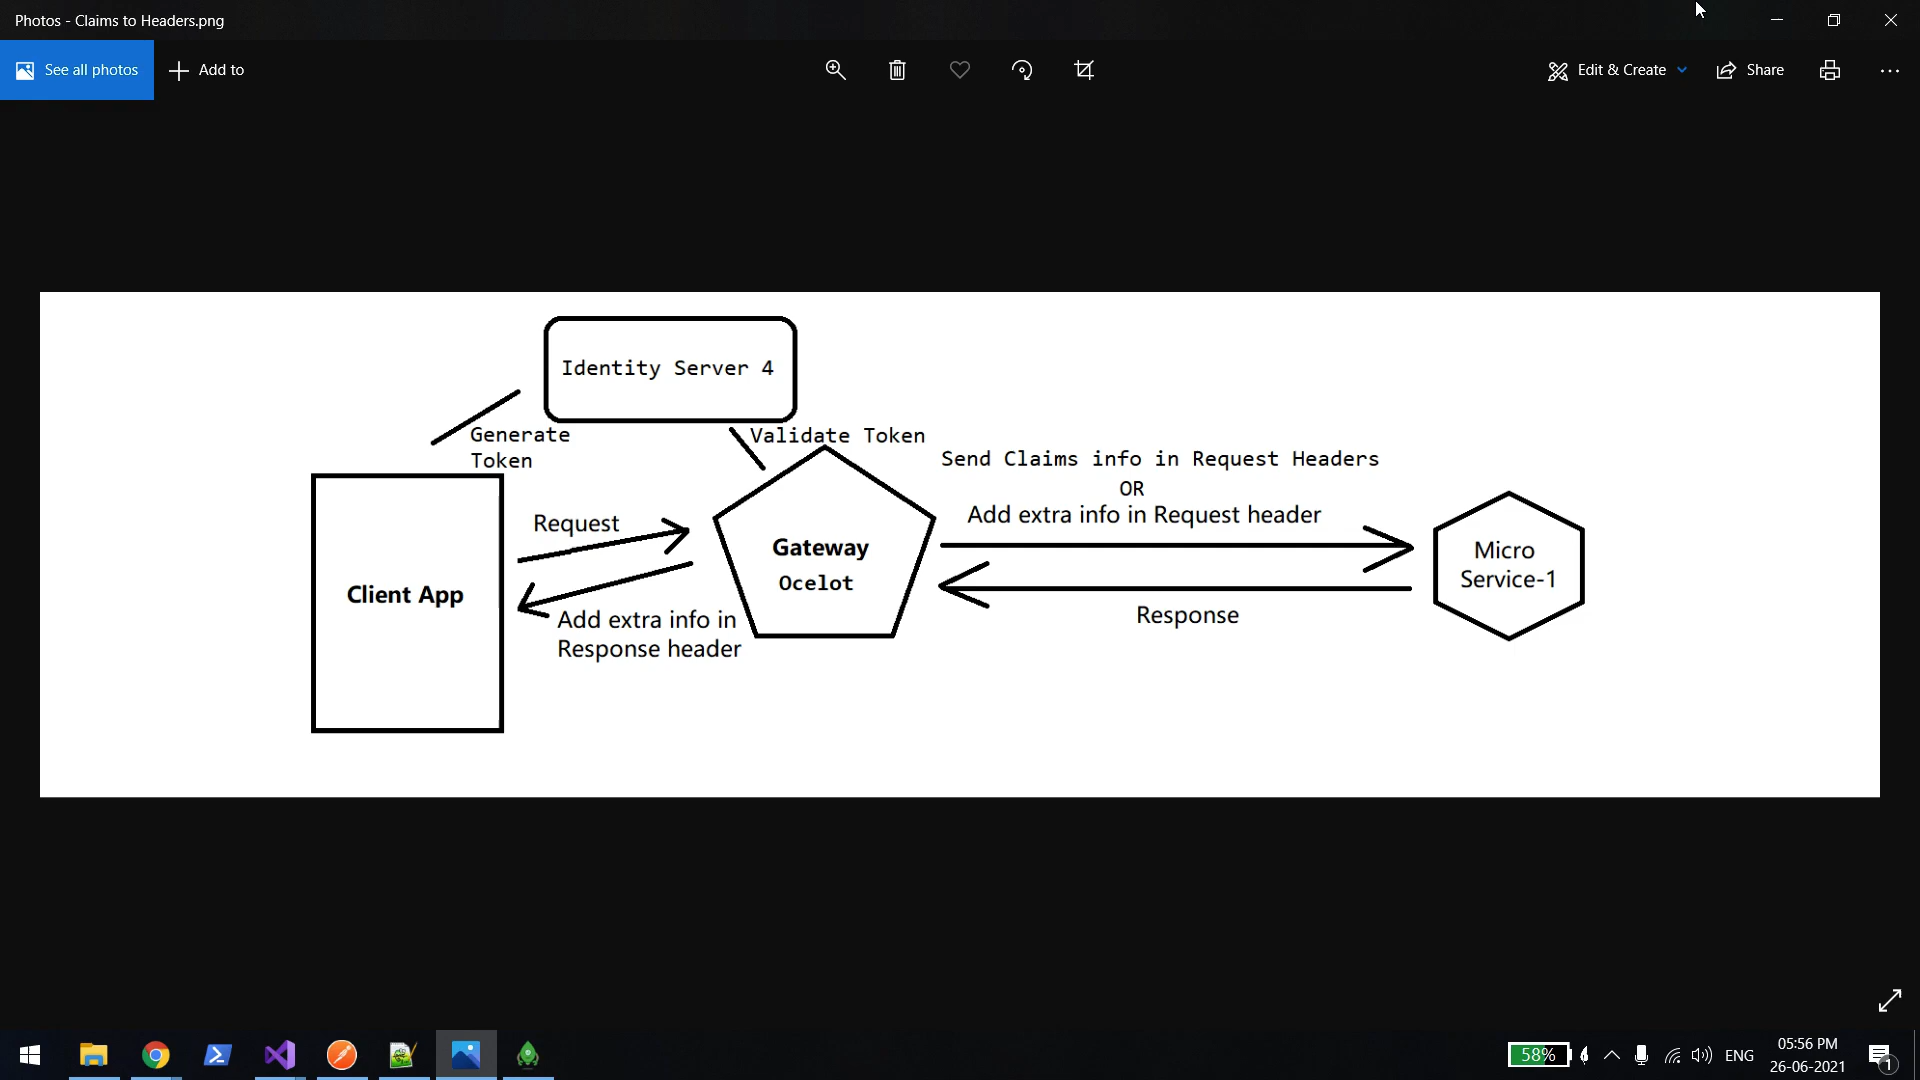 Photos - Claims to Headers.png
See all photos
Add to
Edit & Create
Share
Identity Server 4
Generate
Token
Validate Token
Send Claims info in Request Headers
OR
Add extra info in Request header
Request
Gateway
Ocelot
Micro
Service-1
Client App
Add extra info in
Response header
Response
58%
ENG
05:56 PM
26-06-2021
1